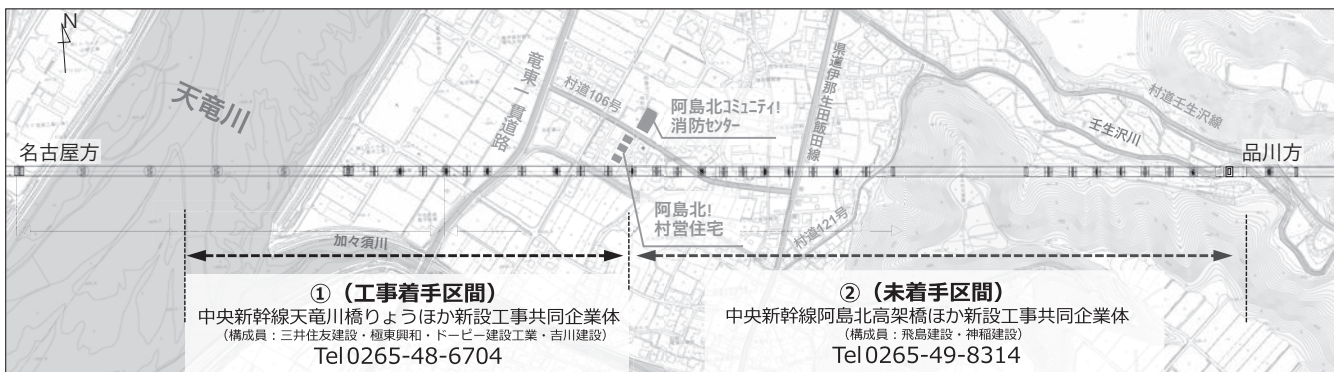 N
天竜川
名古屋方
竜東一貫道路
村道106号
阿島北コミュニティ!
消防センター
県道伊那生田飯田線
村道壬生沢線
壬生沢川
品川方
阿島北!
村営住宅
村道121号
加々須川
①（工事着手区間）
中央新幹線天竜川橋りょうほか新設工事共同企業体
（構成員：三井住友建設・極東興和・ドーピー建設工業・吉川建設）
Tel0265-48-6704
②（未着手区間）
中央新幹線阿島北高架橋ほか新設工事共同企業体
（構成員：飛島建設・神稲建設）
Tel0265-49-8314